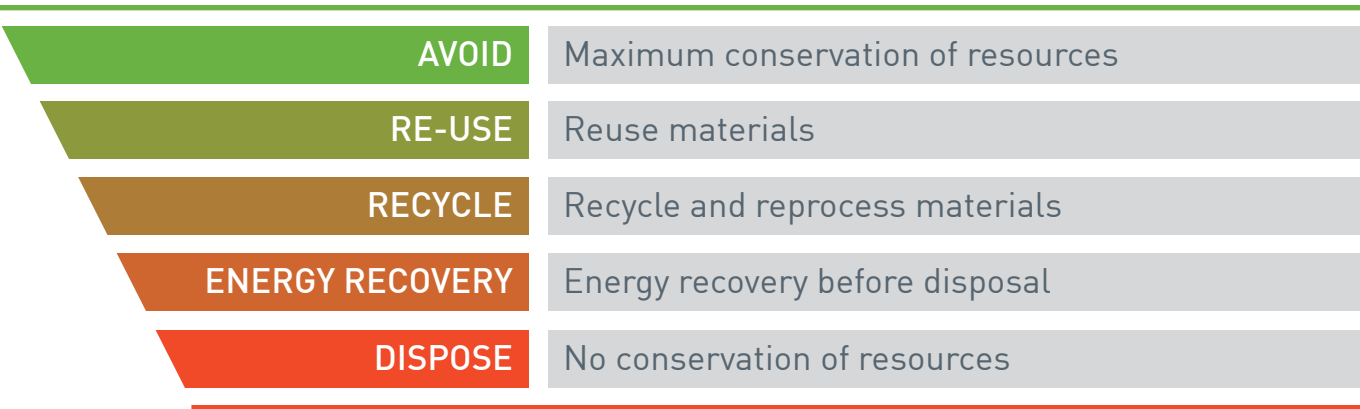 AVOID Maximum conservation of resources
RE-USE Reuse materials
RECYCLE Recycle and reprocess materials
ENERGY RECOVERY Energy recovery before disposal
DISPOSE No conservation of resources